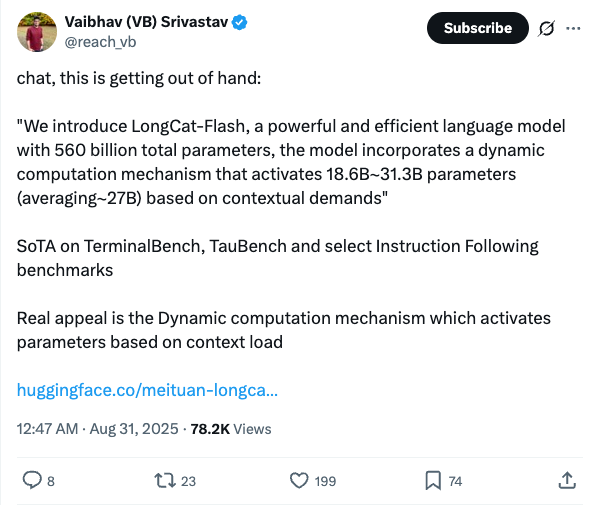 Vaibhav (VB) Srivastav
Subscribe
@reach_vb
chat, this is getting out of hand:
"We introduce LongCat-Flash, a powerful and efficient language model
with 560 billion total parameters, the model incorporates a dynamic
computation mechanism that activates 18.6B~31.3B parameters
(averaging~27B) based on contextual demands"
SoTA on TerminalBench, TauBench and select Instruction Following
benchmarks
Real appeal is the Dynamic computation mechanism which activates
parameters based on context load
huggingface.co/meituan-longca...
12:47 AM · Aug 31, 2025 · 78.2K Views
8 23 199 74